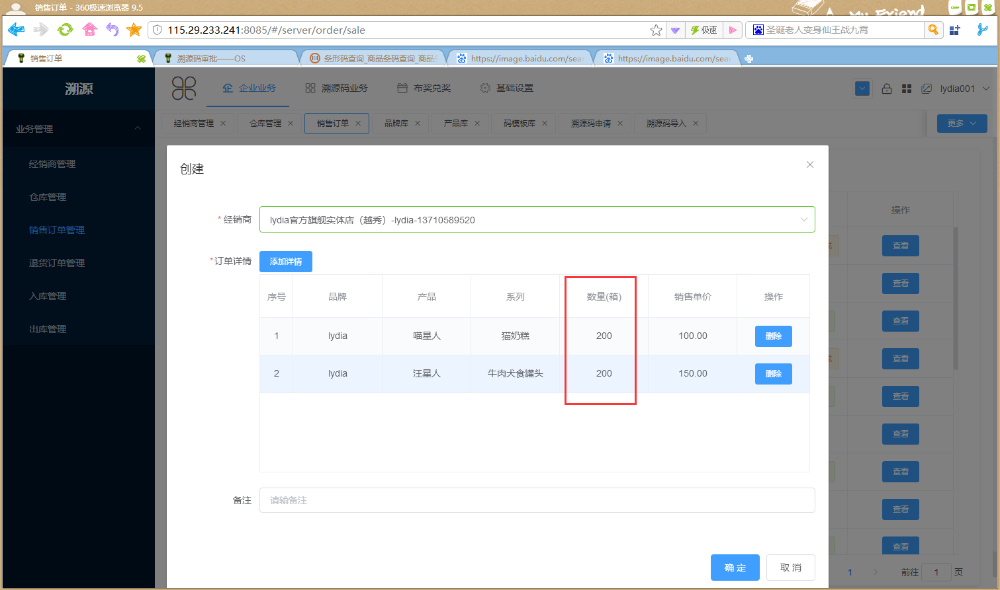 销售订单 - 360极速浏览器 9.5
My Friend
115.29.233.241:8085/#/server/order/sale
极速
圣诞老人变身仙王战九霄
销售订单
溯源码审批——OS
条形码查询_商品条码查询_商品
https://image.baidu.com/sea
https://image.baidu.com/sea
溯源
企业业务
溯源码业务
布奖兑奖
基础设置
lydia001
经销商管理
仓库管理
销售订单
品牌库
产品库
码模板库
溯源码申请
溯源码导入
更多
业务管理
经销商管理
仓库管理
销售订单管理
退货订单管理
入库管理
出库管理
创建
*经销商
lydia官方旗舰实体店（越秀）-lydia-13710589520
*订单详情
添加详情
序号 品牌 产品 系列 数量(箱) 销售单价 操作
1 lydia 喵星人 猫奶糕 200 100.00 删除
2 lydia 汪星人 牛肉犬食罐头 200 150.00 删除
备注
请输备注
确 定
取 消
操作
查看
查看
查看
查看
查看
查看
查看
查看
查看
1
前往 1 页